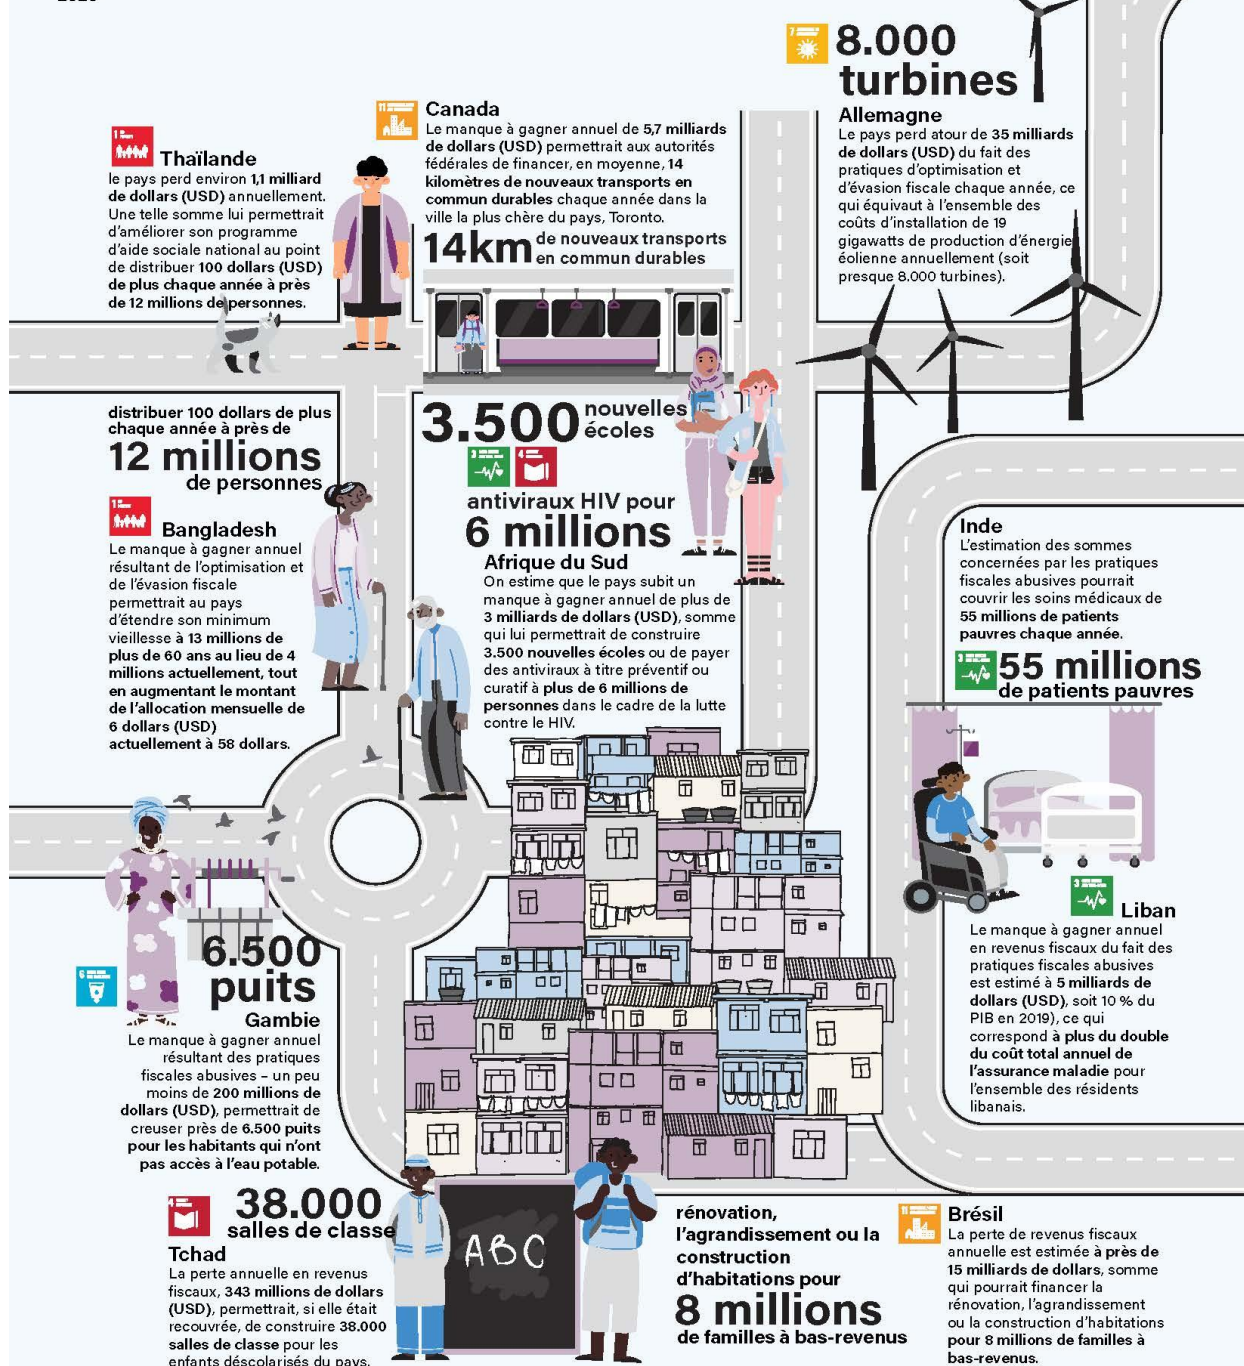 8.000
turbines
Allemagne
Le pays perd atour de 35 milliards
de dollars (USD) du fait des
pratiques d'optimisation et
d'évasion fiscale chaque année, ce
qui équivaut à l'ensemble des
coûts d'installation de 19
gigawatts de production d'énergie
éolienne annuellement (soit
presque 8.000 turbines).
Canada
Le manque à gagner annuel de 5,7 milliards
de dollars (USD) permettrait aux autorités
fédérales de financer, en moyenne, 14
kilomètres de nouveaux transports en
commun durables chaque année dans la
ville la plus chère du pays, Toronto.
14km de nouveaux transports
en commun durables
Thaïlande
le pays perd environ 1,1 milliard
de dollars (USD) annuellement.
Une telle somme lui permettrait
d'améliorer son programme
d'aide sociale national au point
de distribuer 100 dollars (USD)
de plus chaque année à près
de 12 millions de personnes.
distribuer 100 dollars de plus
chaque année à près de
12 millions
de personnes
Bangladesh
Le manque à gagner annuel
résultant de l'optimisation et
de l'évasion fiscale
permettrait au pays
d'étendre son minimum
vieillesse à 13 millions de
plus de 60 ans au lieu de 4
millions actuellement, tout
en augmentant le montant
de l'allocation mensuelle de
6 dollars (USD)
actuellement à 58 dollars.
3.500 nouvelles
écoles
antiviraux HIV pour
6 millions
Afrique du Sud
On estime que le pays subit un
manque à gagner annuel de plus de
3 milliards de dollars (USD), somme
qui lui permettrait de construire
3.500 nouvelles écoles ou de payer
des antiviraux à titre préventif ou
curatif à plus de 6 millions de
personnes dans le cadre de la lutte
contre le HIV.
Inde
L'estimation des sommes
concernées par les pratiques
fiscales abusives pourrait
couvrir les soins médicaux de
55 millions de patients
pauvres chaque année.
55 millions
de patients pauvres
Liban
Le manque à gagner annuel
en revenus fiscaux du fait des
pratiques fiscales abusives
est estimé à 5 milliards de
dollars (USD), soit 10 % du
PIB en 2019), ce qui
correspond à plus du double
du coût total annuel de
l'assurance maladie pour
l'ensemble des résidents
libanais.
6.500
puits
Gambie
Le manque à gagner annuel
résultant des pratiques
fiscales abusives – un peu
moins de 200 millions de
dollars (USD), permettrait de
creuser près de 6.500 puits
pour les habitants qui n'ont
pas accès à l'eau potable.
38.000
salles de classe
Tchad
La perte annuelle en revenus
fiscaux, 343 millions de dollars
(USD), permettrait, si elle était
recouvrée, de construire 38.000
salles de classe pour les
enfants déscolarisés du pays.
ABC
rénovation,
l'agrandissement ou la
construction
d'habitations pour
8 millions
de familles à bas-revenus
Brésil
La perte de revenus fiscaux
annuelle est estimée à près de
15 milliards de dollars, somme
qui pourrait financer la
rénovation, l'agrandissement
ou la construction d'habitations
pour 8 millions de familles à
bas-revenus.